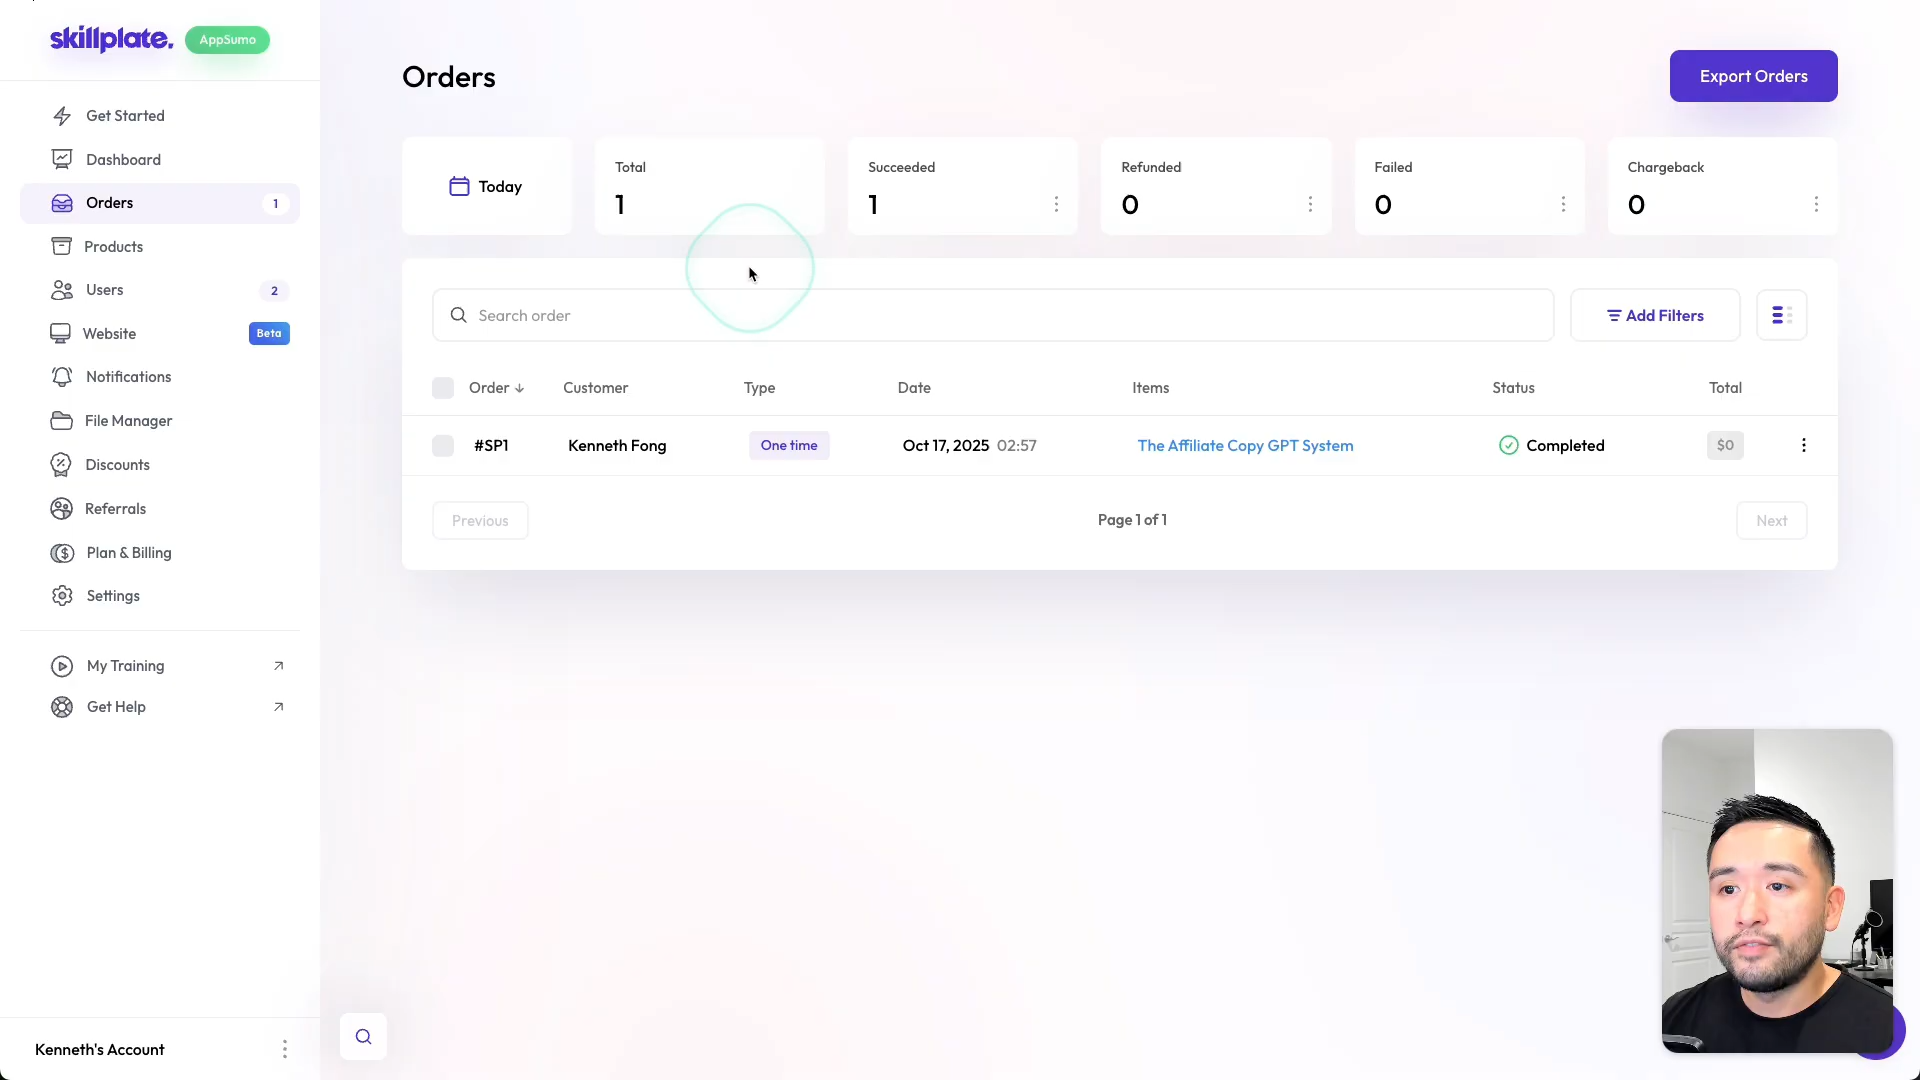 skillplate. AppSumo
Get Started
Dashboard
Orders 1
Products
Users 2
Website Beta
Notifications
File Manager
Discounts
Referrals
Plan & Billing
Settings
My Training
Get Help
Kenneth's Account
Orders
Export Orders
Today
Total
1
Succeeded
1
Refunded
0
Failed
0
Chargeback
0
Search order
Add Filters
Order Customer Type Date Items Status Total
#SP1 Kenneth Fong One time Oct 17, 2025 02:57 The Affiliate Copy GPT System Completed $0
Previous Page 1 of 1 Next